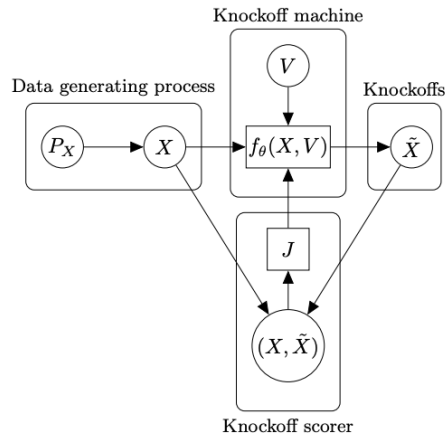 Knockoff machine
V
Data generating process
Knockoffs
P_X
X
f_θ(X, V)
X̃
J
(X, X̃)
Knockoff scorer